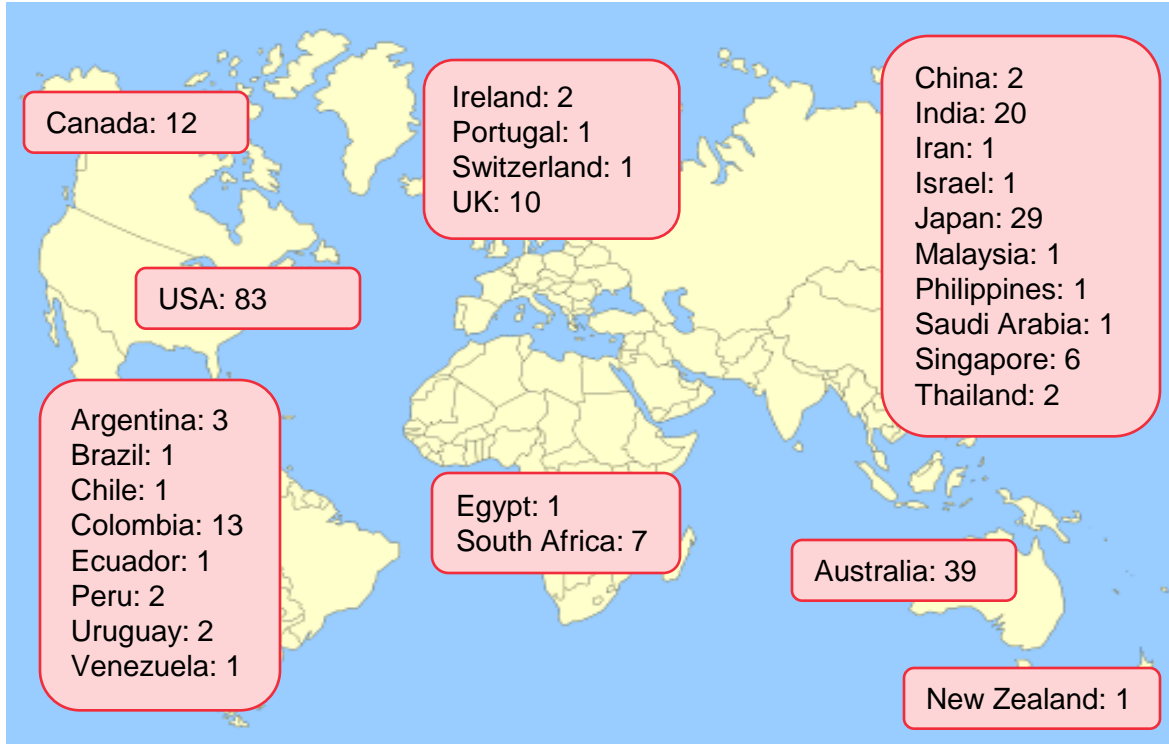 Canada: 12
USA: 83
Argentina: 3
Brazil: 1
Chile: 1
Colombia: 13
Ecuador: 1
Peru: 2
Uruguay: 2
Venezuela: 1
Ireland: 2
Portugal: 1
Switzerland: 1
UK: 10
Egypt: 1
South Africa: 7
China: 2
India: 20
Iran: 1
Israel: 1
Japan: 29
Malaysia: 1
Philippines: 1
Saudi Arabia: 1
Singapore: 6
Thailand: 2
Australia: 39
New Zealand: 1